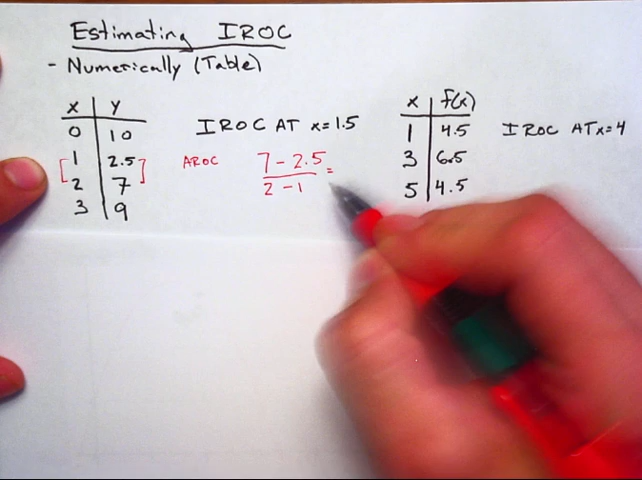 Estimating IROC
- Numerically (Table)
x y
0 10
1 2.5
2 7
3 9
IROC AT x=1.5
AROC 7-2.5 =
2-1
x f(x)
1 4.5
3 6.5
5 4.5
IROC AT x=4